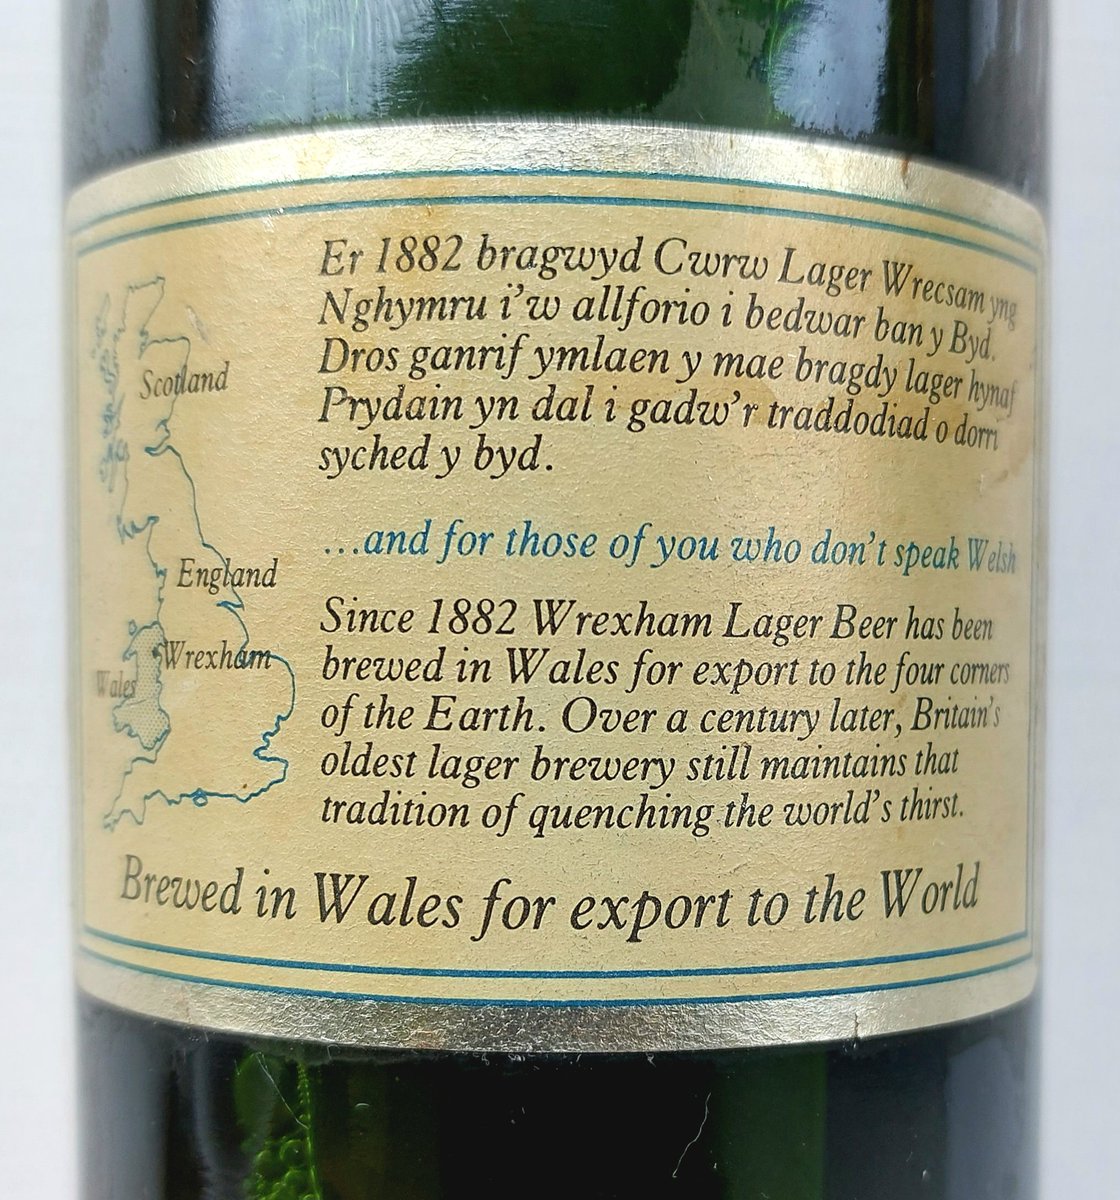 Er 1882 bragwyd Cwrw Lager Wrecsam yng
Nghymru i'w allforio i bedwar ban y Byd.
Dros ganrif ymlaen y mae bragdy lager hynaf
Prydain yn dal i gadw'r traddodiad o dorri
syched y byd.
...and for those of you who don't speak Welsh
Since 1882 Wrexham Lager Beer has been
brewed in Wales for export to the four corners
of the Earth. Over a century later, Britain's
oldest lager brewery still maintains that
tradition of quenching the world's thirst.
Scotland
England
Wrexham
Wales
Brewed in Wales for export to the World